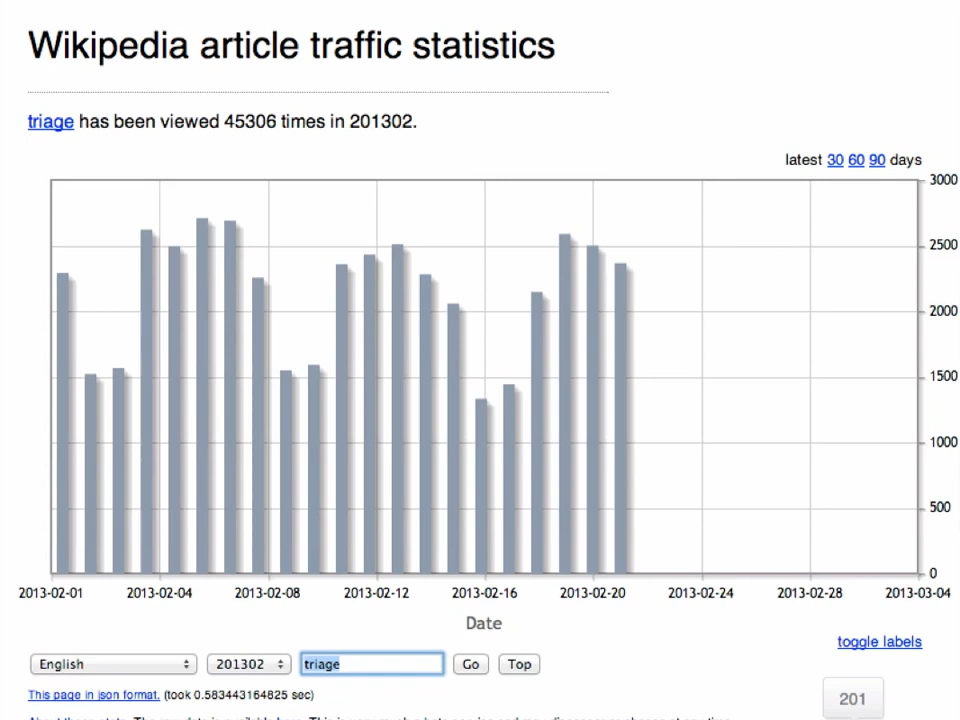 Wikipedia article traffic statistics
triage has been viewed 45306 times in 201302.
latest 30 60 90 days
3000
2500
2000
1500
1000
500
0
2013-02-01 2013-02-04 2013-02-08 2013-02-12 2013-02-16 2013-02-20 2013-02-24 2013-02-28 2013-03-04
Date
toggle labels
English 201302 triage Go Top
This page in json format. (took 0.583443164825 sec)
201